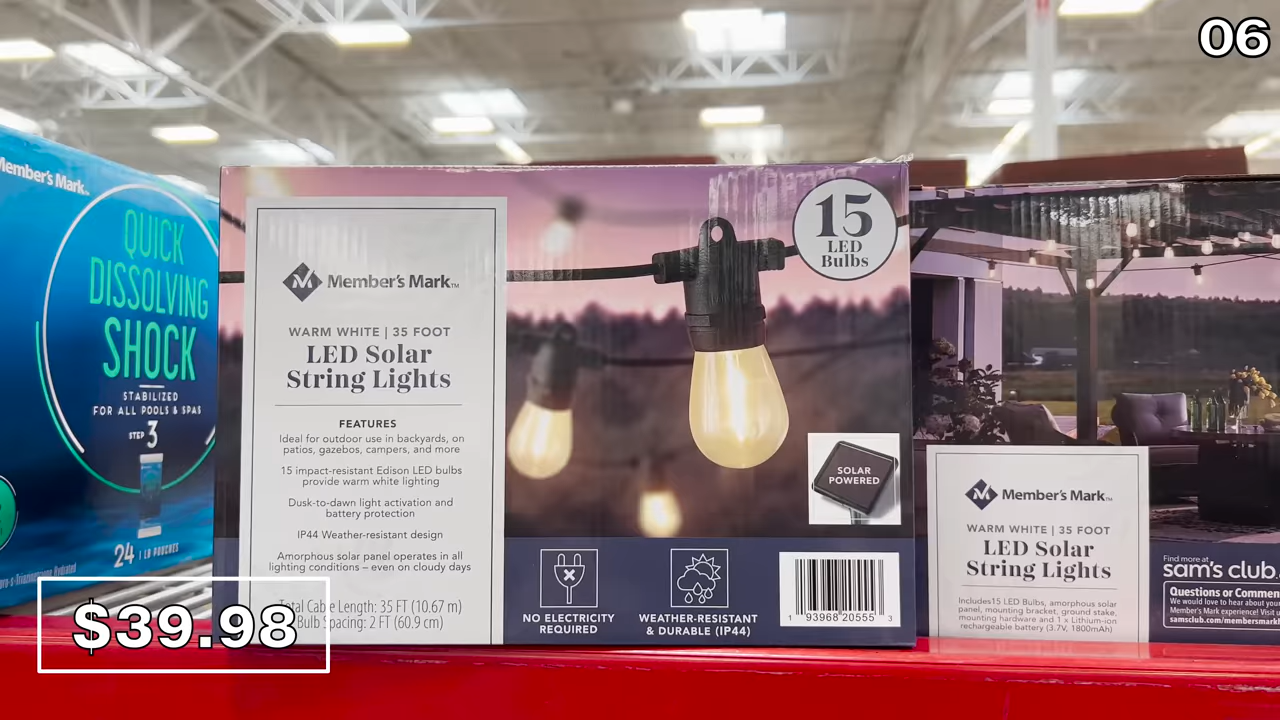 06
Member's Mark
QUICK
DISSOLVING
SHOCK
STABILIZED
FOR ALL POOLS & SPAS
STEP 3
24 1 LB POUCHES
Hydrated
$39.98
Member's Mark™
WARM WHITE | 35 FOOT
LED Solar
String Lights
FEATURES
Ideal for outdoor use in backyards, on
patios, gazebos, campers, and more
15 impact-resistant Edison LED bulbs
provide warm white lighting
Dusk-to-dawn light activation and
battery protection
IP44 Weather-resistant design
Amorphous solar panel operates in all
lighting conditions – even on cloudy days
Total Cable Length: 35 FT (10.67 m)
Bulb Spacing: 2 FT (60.9 cm)
15
LED
Bulbs
SOLAR
POWERED
NO ELECTRICITY
REQUIRED
WEATHER-RESISTANT
& DURABLE (IP44)
1 93968 20555 3
Member's Mark™
WARM WHITE | 35 FOOT
LED Solar
String Lights
Includes15 LED Bulbs, amorphous solar
panel, mounting bracket, ground stake,
mounting hardware and 1 x Lithium-ion
rechargeable battery (3.7V, 1800mAh)
Find more at
sam's club.
Questions or Commen
We would love to hear about your
Member's Mark experience! Visit u
samsclub.com/membersmark